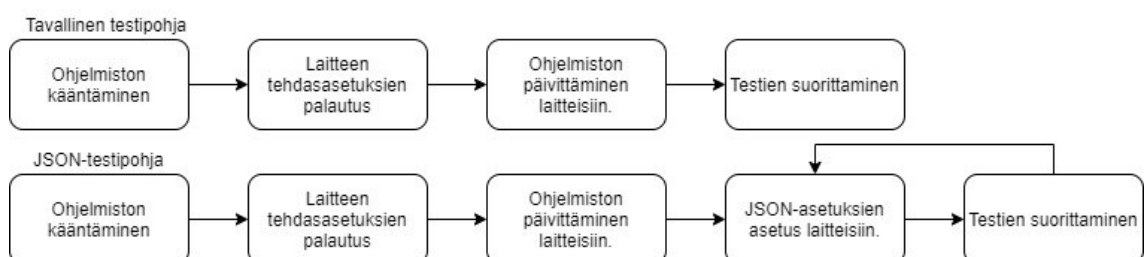 Tavallinen testipohja
Ohjelmiston
kääntäminen
Laitteen
tehdasasetuksien
palautus
Ohjelmiston
päivittäminen
laitteisiin.
Testien suorittaminen
JSON-testipohja
Ohjelmiston
kääntäminen
Laitteen
tehdasasetuksien
palautus
Ohjelmiston
päivittäminen
laitteisiin.
JSON-asetuksien
asetus laitteisiin.
Testien suorittaminen